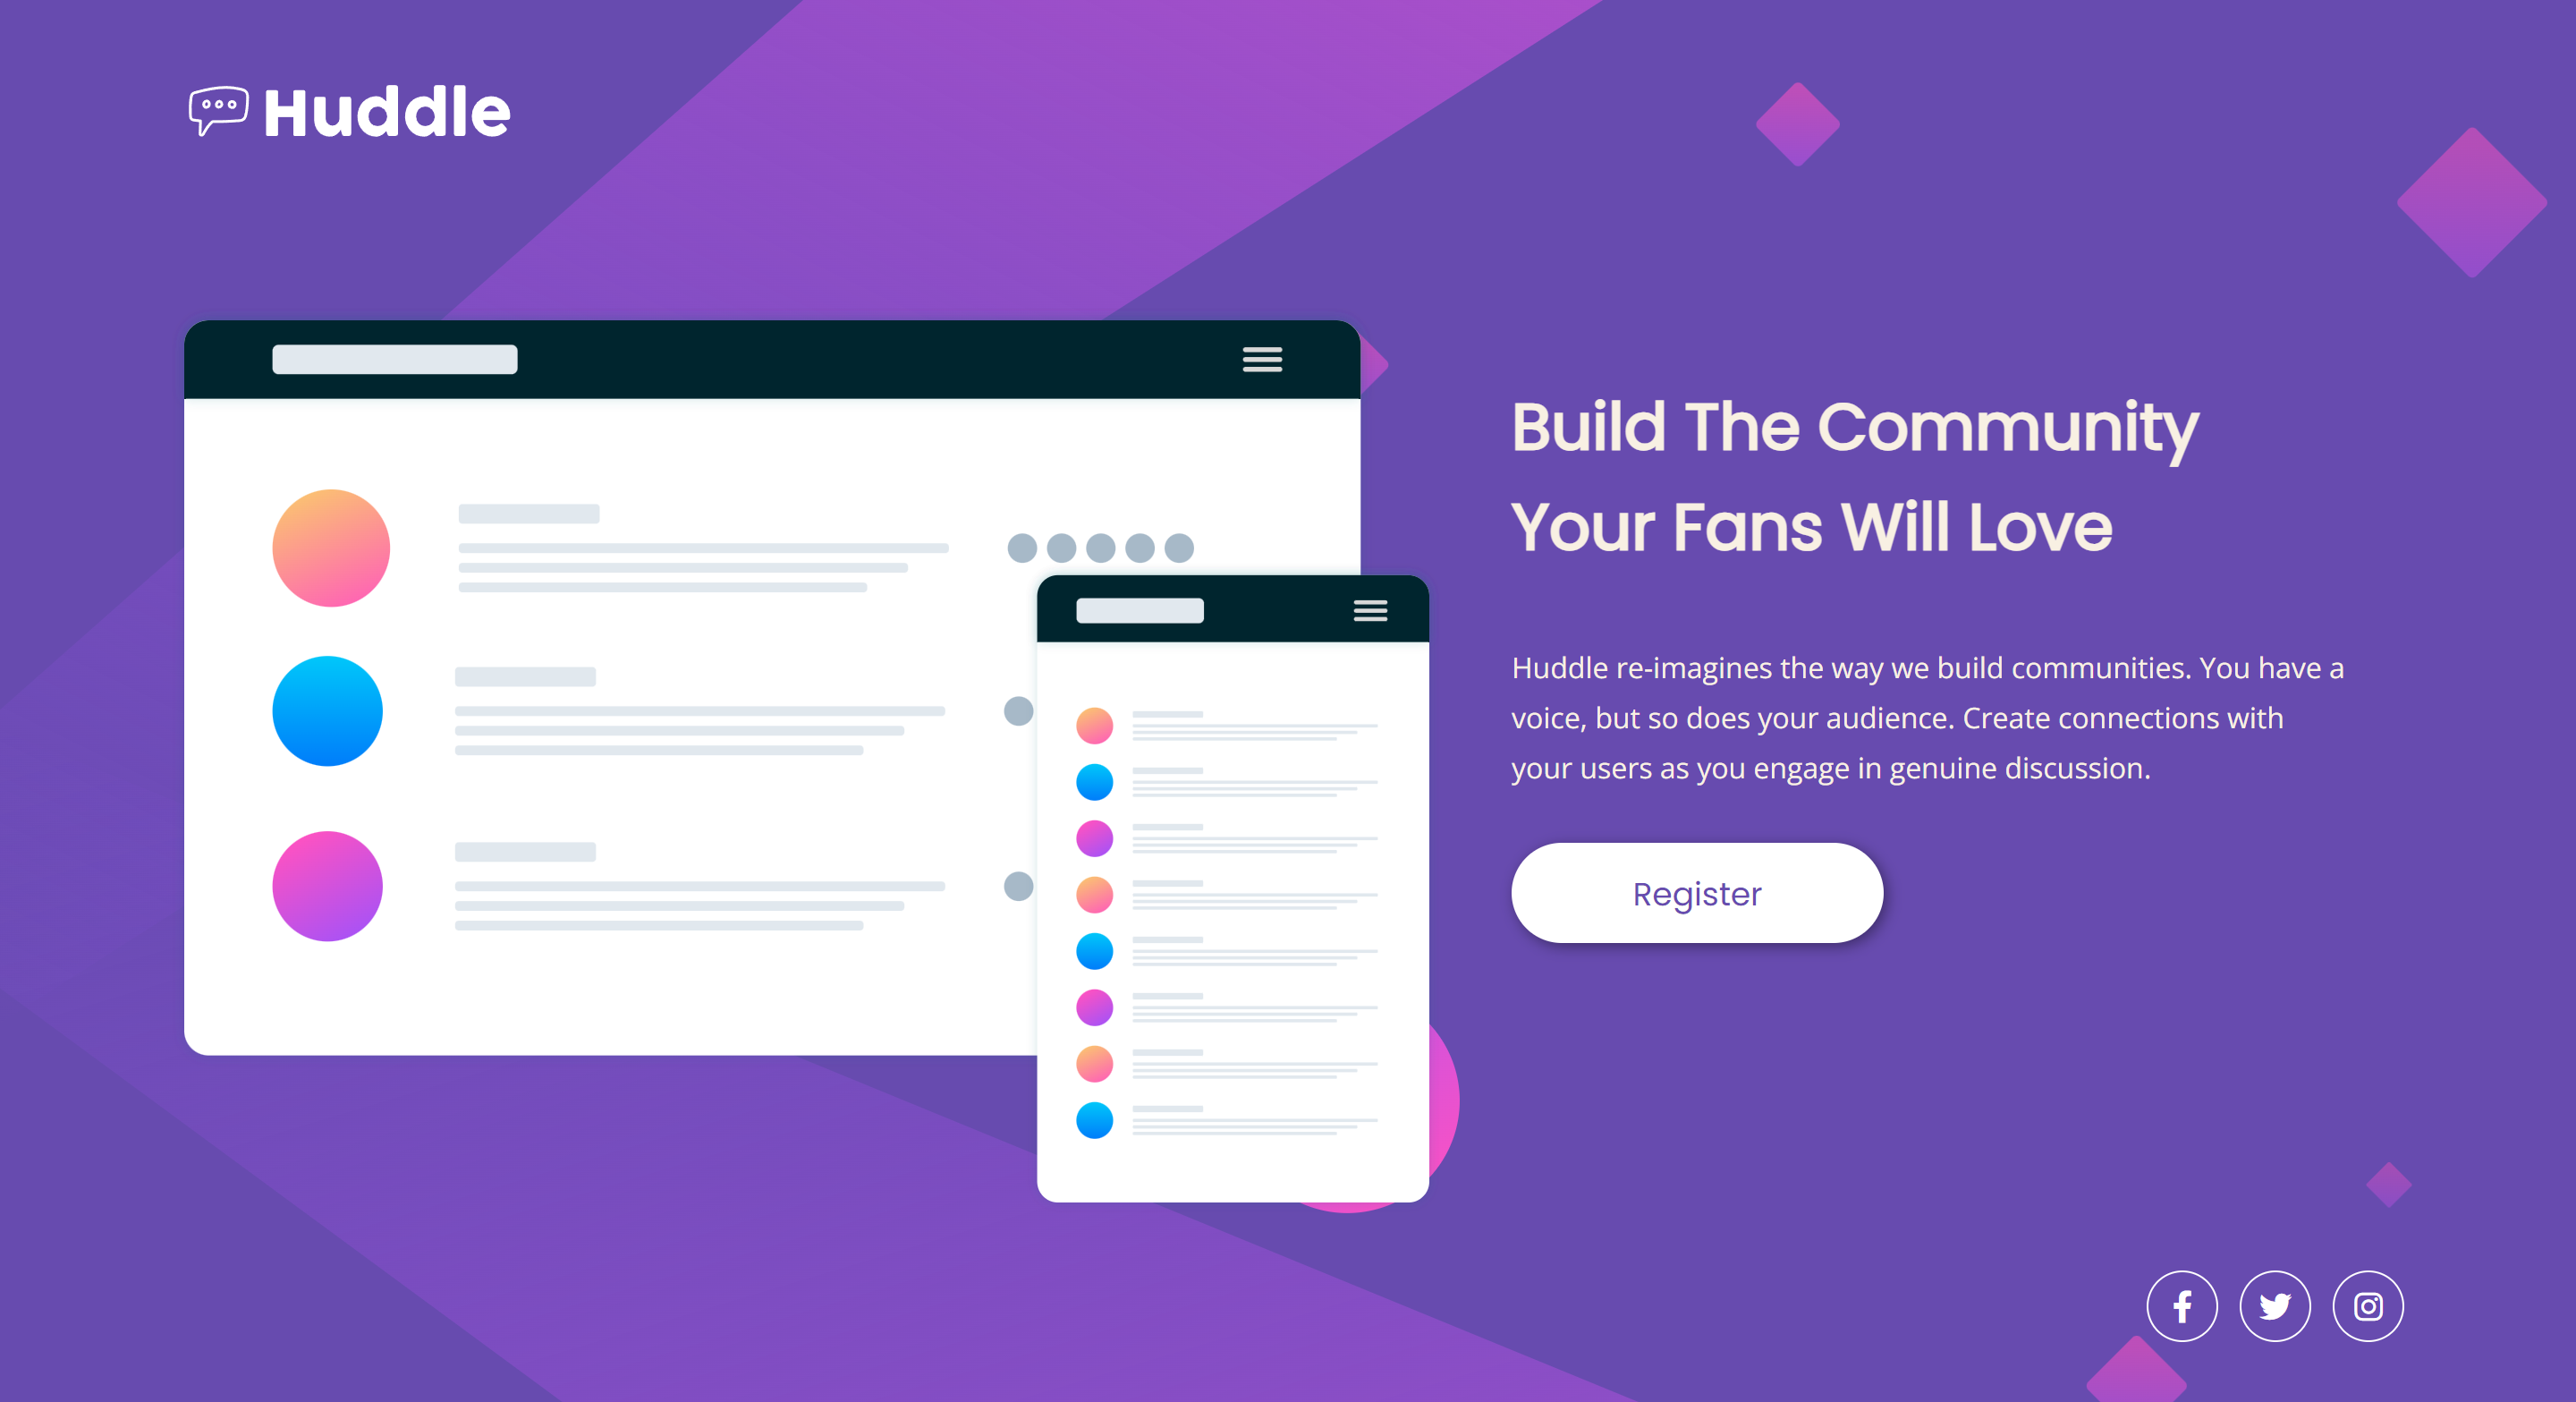 Huddle
Build The Community
Your Fans Will Love
Huddle re-imagines the way we build communities. You have a
voice, but so does your audience. Create connections with
your users as you engage in genuine discussion.
Register